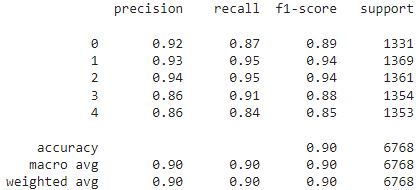 precision recall f1-score support
0 0.92 0.87 0.89 1331
1 0.93 0.95 0.94 1369
2 0.94 0.95 0.94 1361
3 0.86 0.91 0.88 1354
4 0.86 0.84 0.85 1353
accuracy 0.90 6768
macro avg 0.90 0.90 0.90 6768
weighted avg 0.90 0.90 0.90 6768